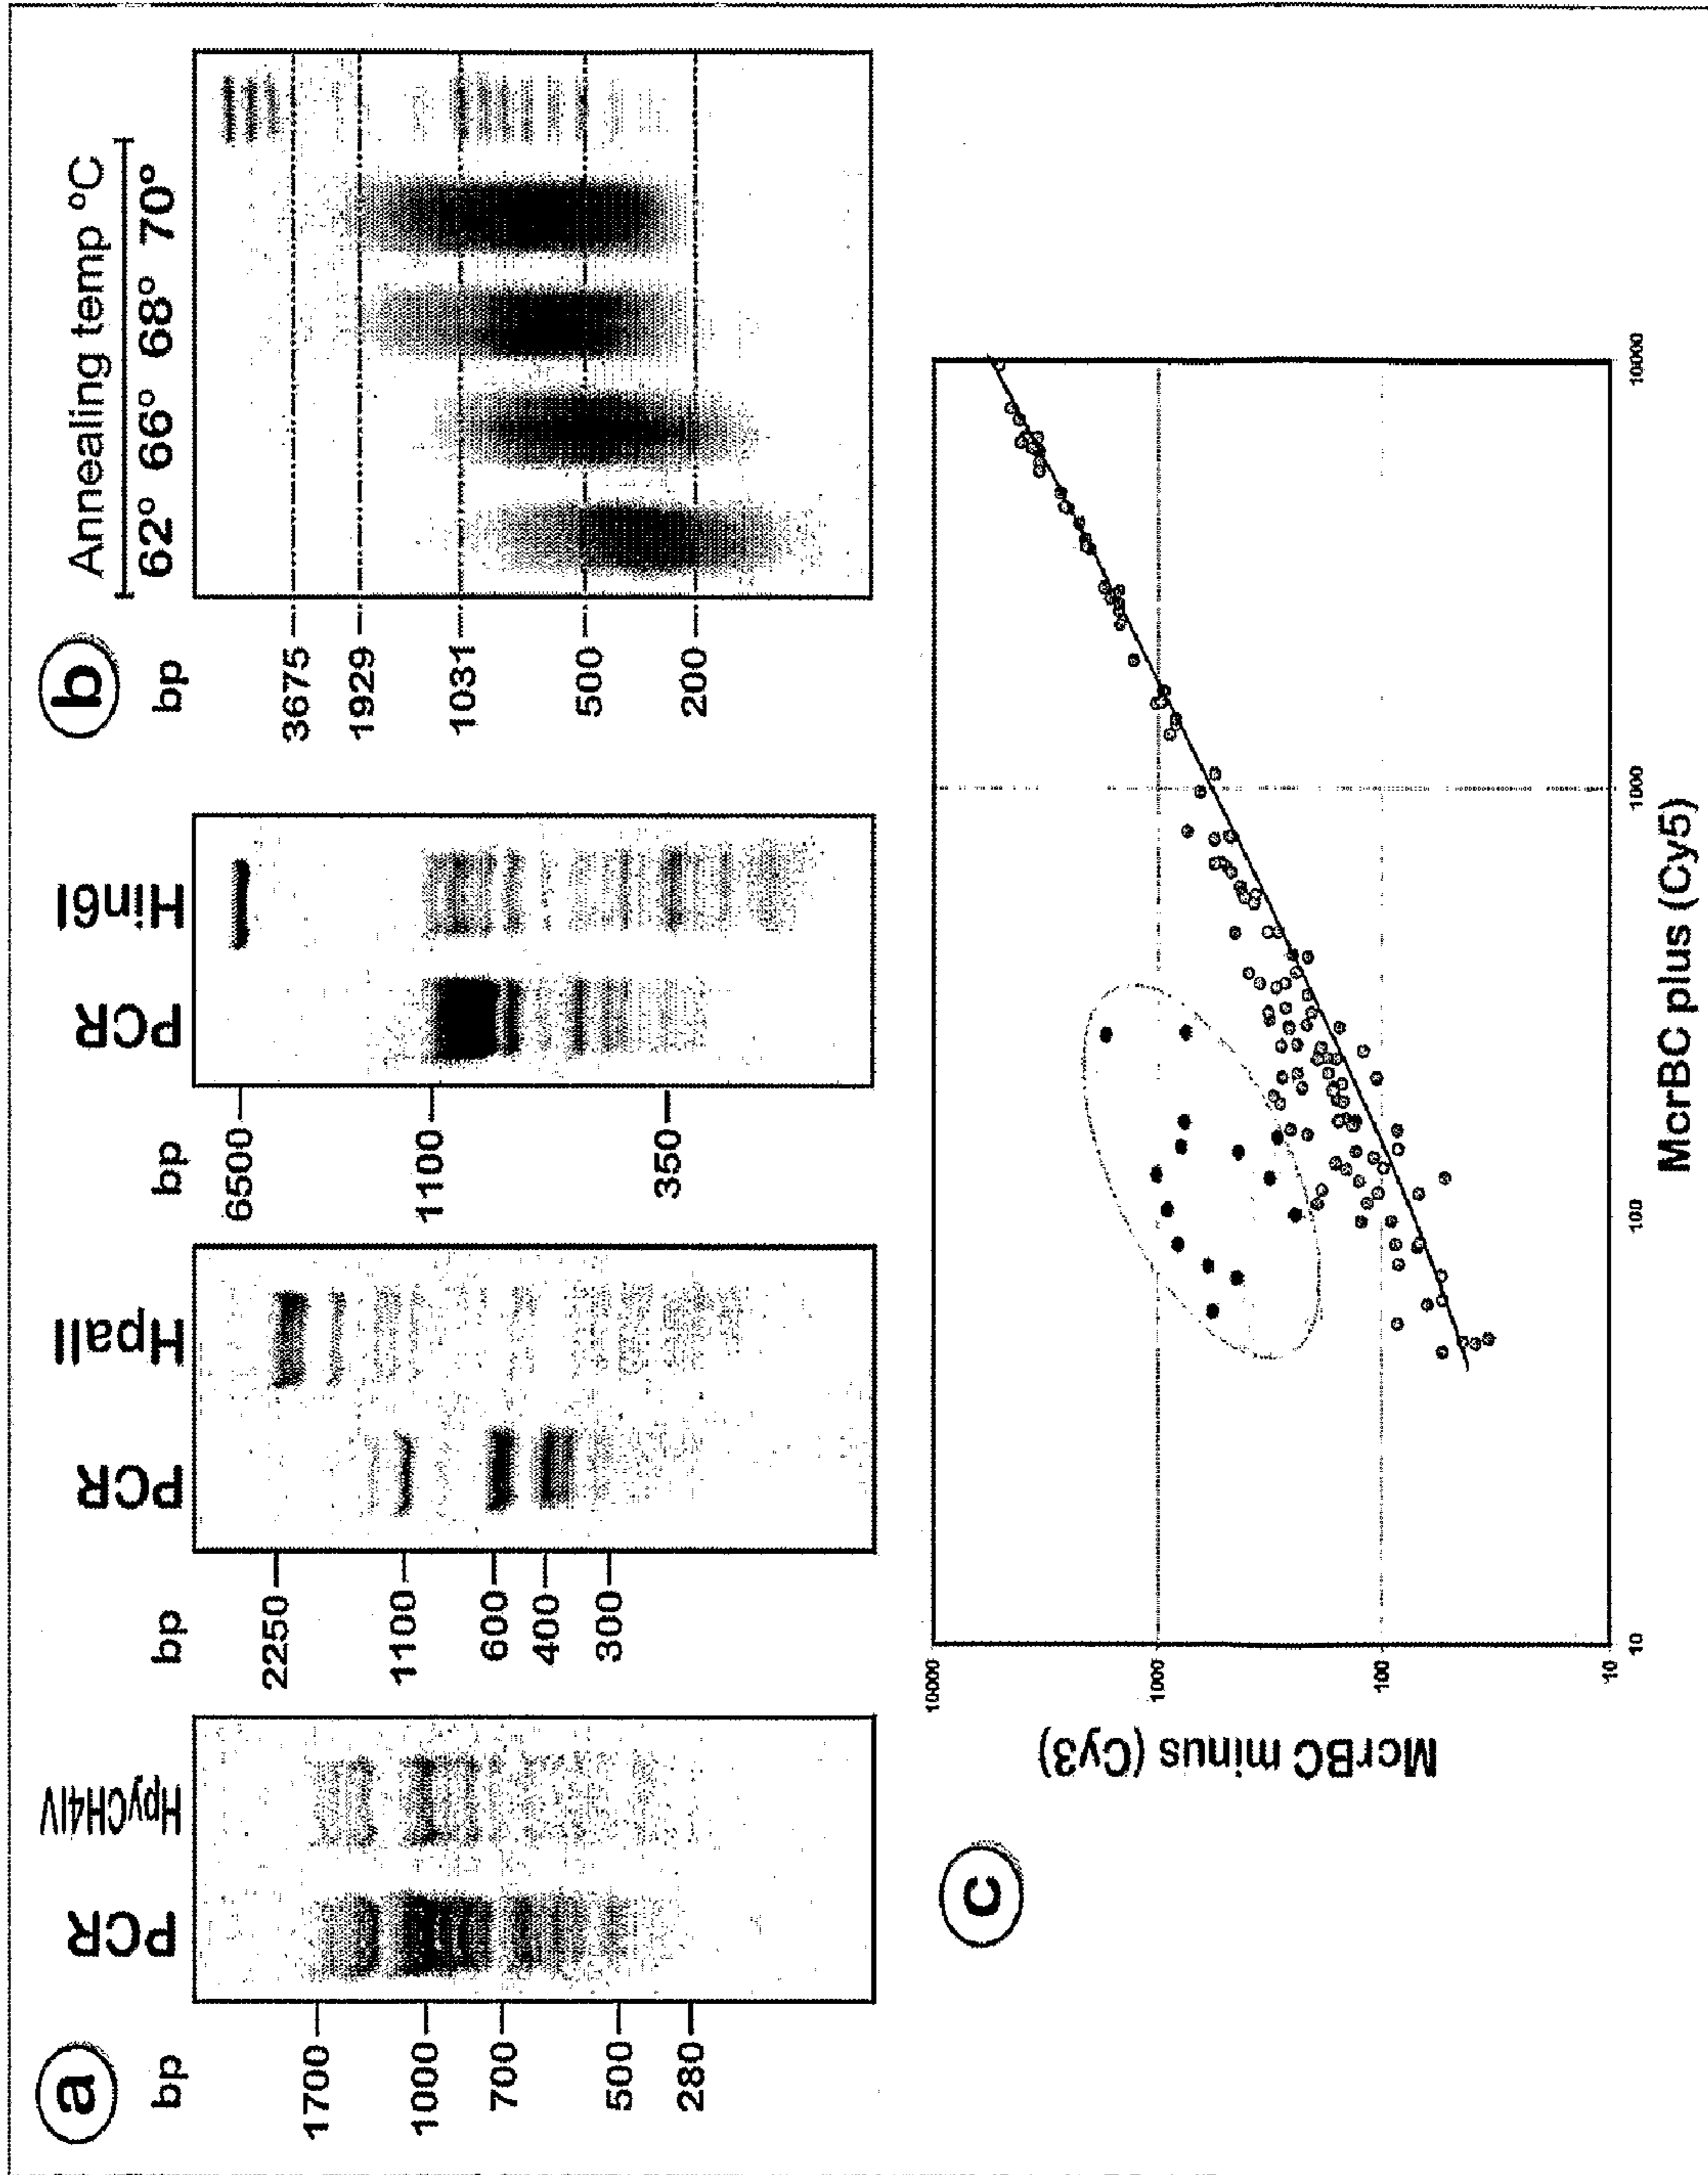 a
bp
PCR
HpyCH4IV
1700
1000
700
500
280
bp
PCR
HpaII
2250
1100
600
400
300
bp
PCR
Hin6I
6500
1100
350
b
bp
Annealing temp °C
62° 66° 68° 70°
3675
1929
1031
500
200
c
McrBC minus (Cy3)
10000
1000
100
10
10
100
1000
10000
McrBC plus (Cy5)